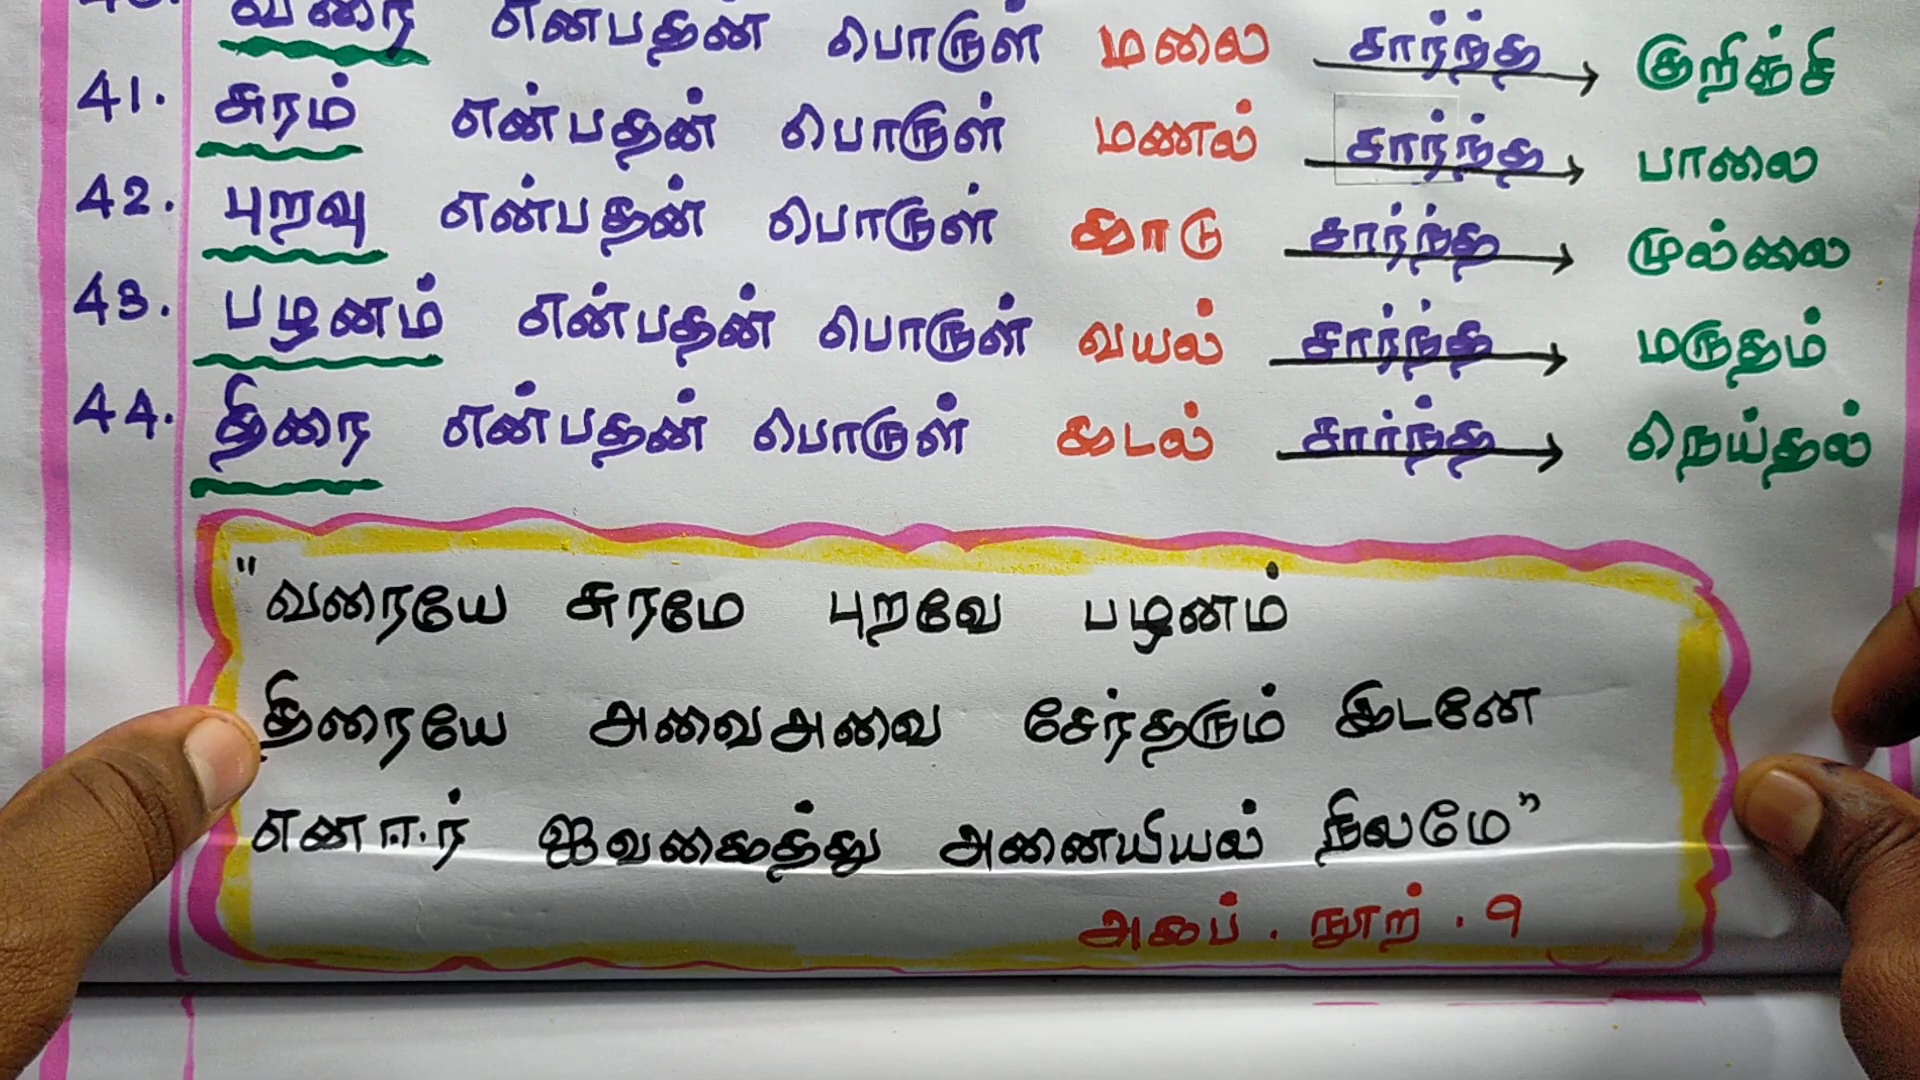 வரை என்பதன் பொருள் மலை சார்ந்த குறிஞ்சி
41. சுரம் என்பதன் பொருள் மணல் சார்ந்த பாலை
42. புறவு என்பதன் பொருள் காடு சார்ந்த முல்லை
43. பழனம் என்பதன் பொருள் வயல் சார்ந்த மருதம்
44. திரை என்பதன் பொருள் கடல் சார்ந்த நெய்தல்
"வரையே சுரமே புறவே பழனம்
திரையே அவைஅவை சேர்தரும் இடனே
எனஈர் ஐவகைத்து அனையியல் நிலமே"
அகப். நூற். 9